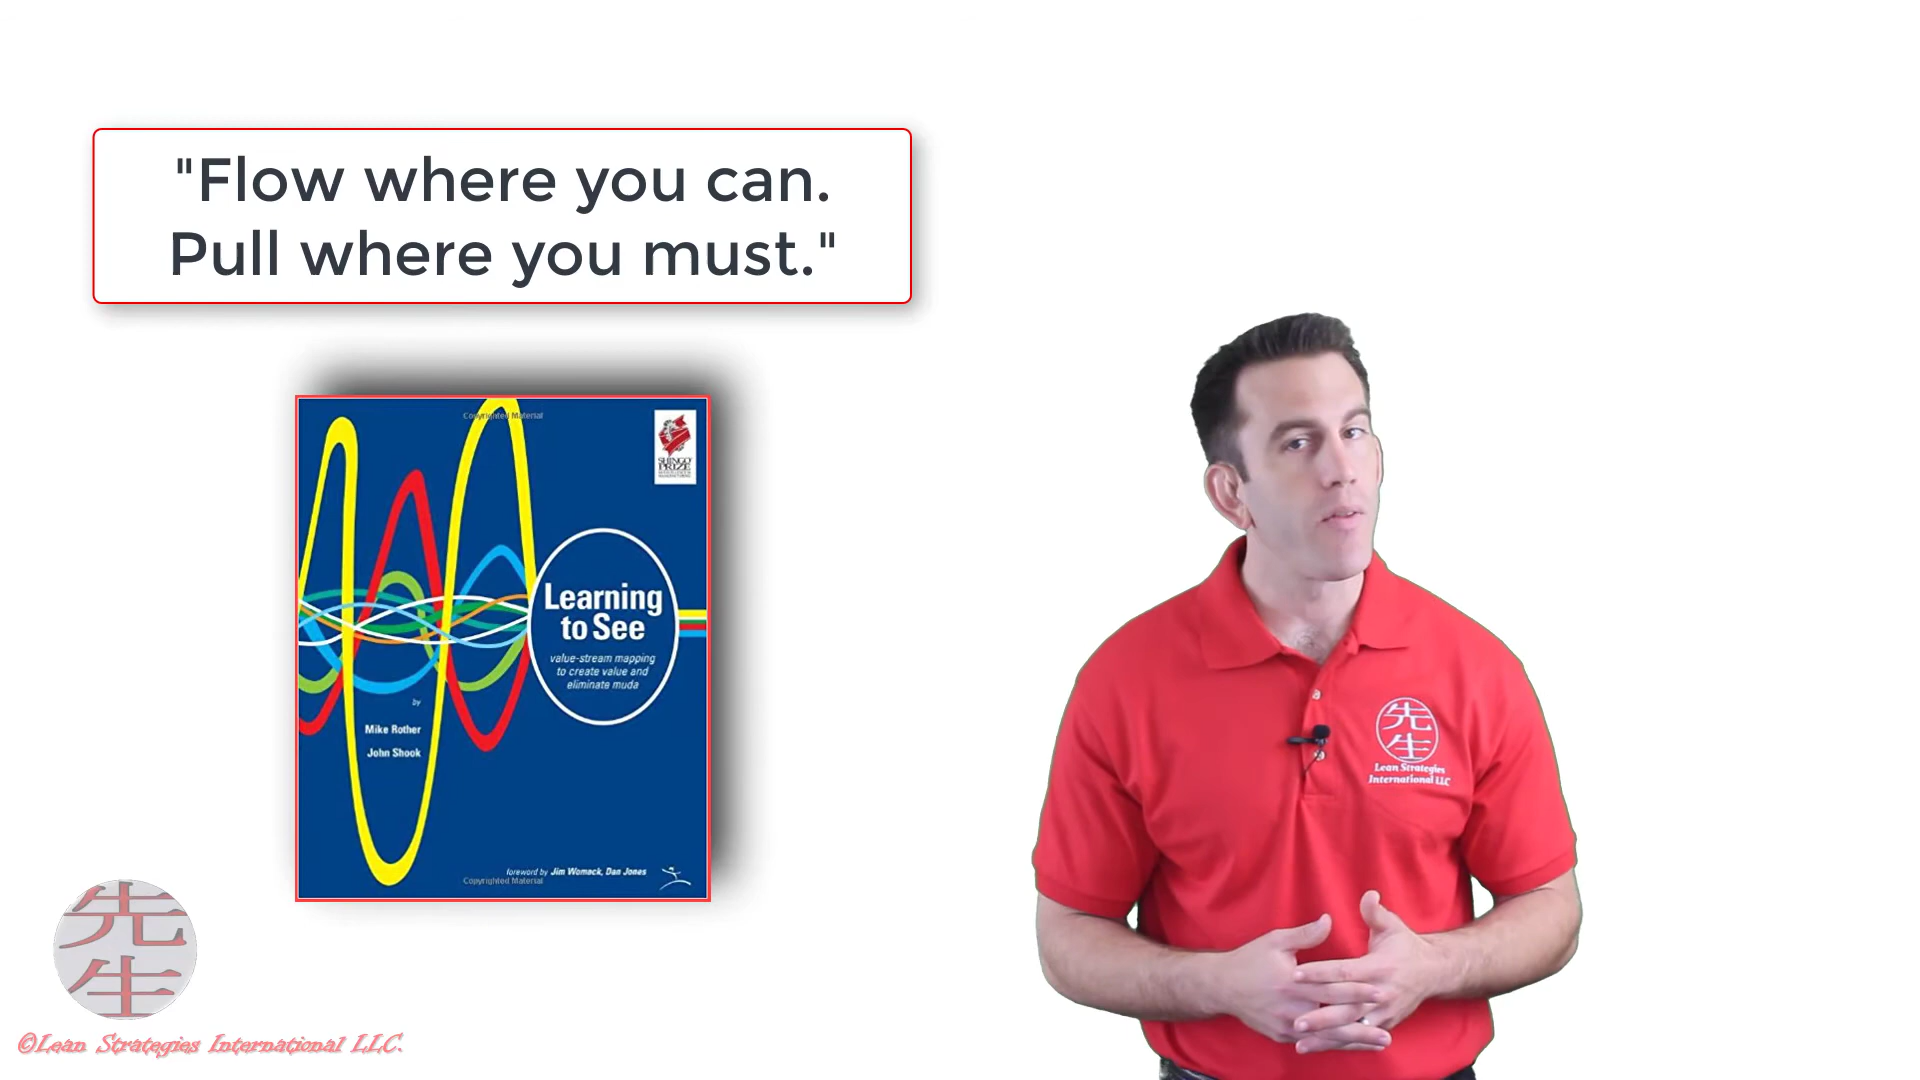 "Flow where you can.
Pull where you must."
Copyrighted Material
SHINGO
PRIZE
Learning
to See
value-stream mapping
to create value and
eliminate muda
by
Mike Rother
John Shook
foreword by Jim Womack, Dan Jones
Copyrighted Material
先
生
Lean Strategies
International LLC
先
生
©Lean Strategies International LLC.